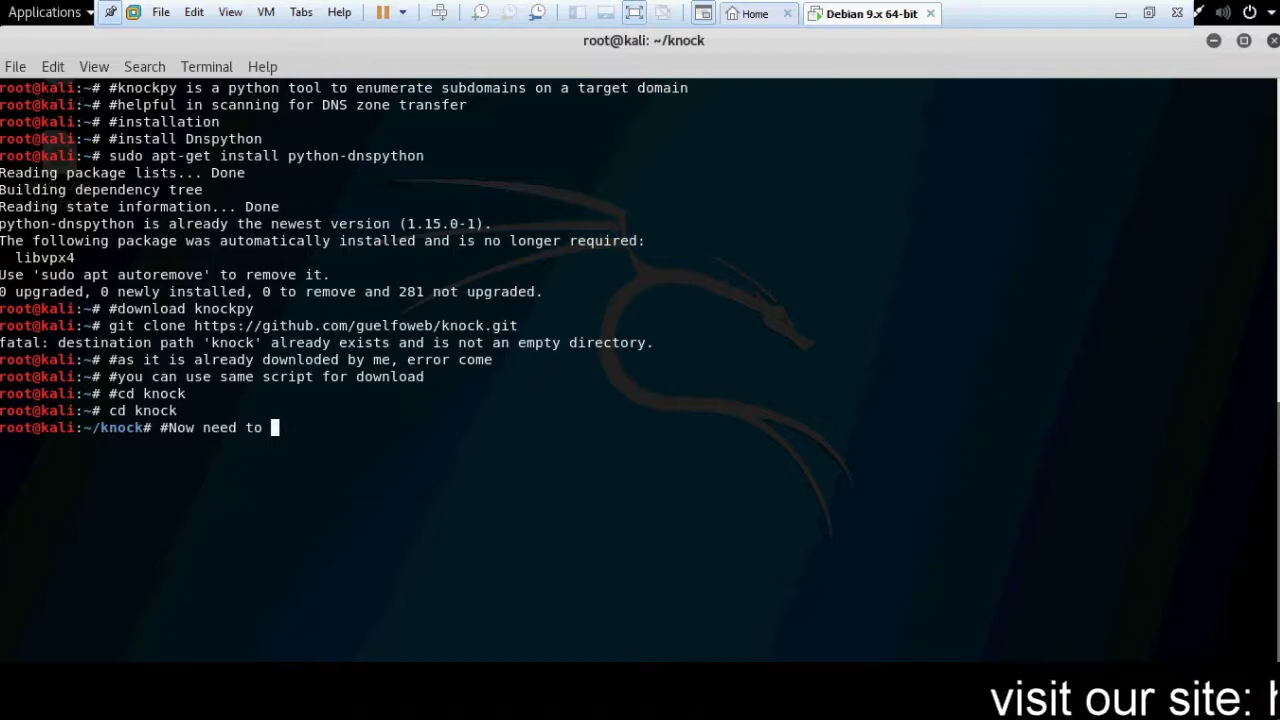 Applications File Edit View VM Tabs Help Home Debian 9.x 64-bit
root@kali: ~/knock
File Edit View Search Terminal Help
root@kali:~# #knockpy is a python tool to enumerate subdomains on a target domain
root@kali:~# #helpful in scanning for DNS zone transfer
root@kali:~# #installation
root@kali:~# #install Dnspython
root@kali:~# sudo apt-get install python-dnspython
Reading package lists... Done
Building dependency tree
Reading state information... Done
python-dnspython is already the newest version (1.15.0-1).
The following package was automatically installed and is no longer required:
  libvpx4
Use 'sudo apt autoremove' to remove it.
0 upgraded, 0 newly installed, 0 to remove and 281 not upgraded.
root@kali:~# #download knockpy
root@kali:~# git clone https://github.com/guelfoweb/knock.git
fatal: destination path 'knock' already exists and is not an empty directory.
root@kali:~# #as it is already downloded by me, error come
root@kali:~# #you can use same script for download
root@kali:~# #cd knock
root@kali:~# cd knock
root@kali:~/knock# #Now need to
visit our site: h